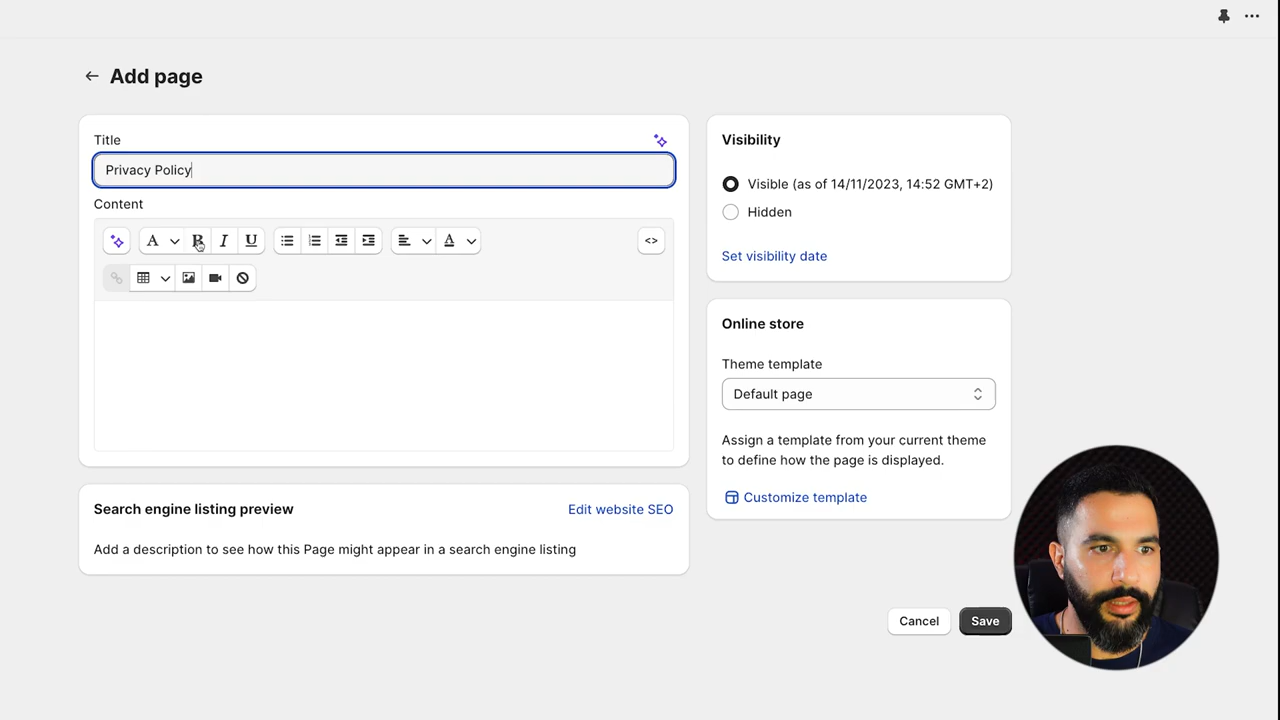 Add page
Title
Privacy Policy
Content
A B I U A <>
Search engine listing preview
Edit website SEO
Add a description to see how this Page might appear in a search engine listing
Visibility
Visible (as of 14/11/2023, 14:52 GMT+2)
Hidden
Set visibility date
Online store
Theme template
Default page
Assign a template from your current theme
to define how the page is displayed.
Customize template
Cancel
Save